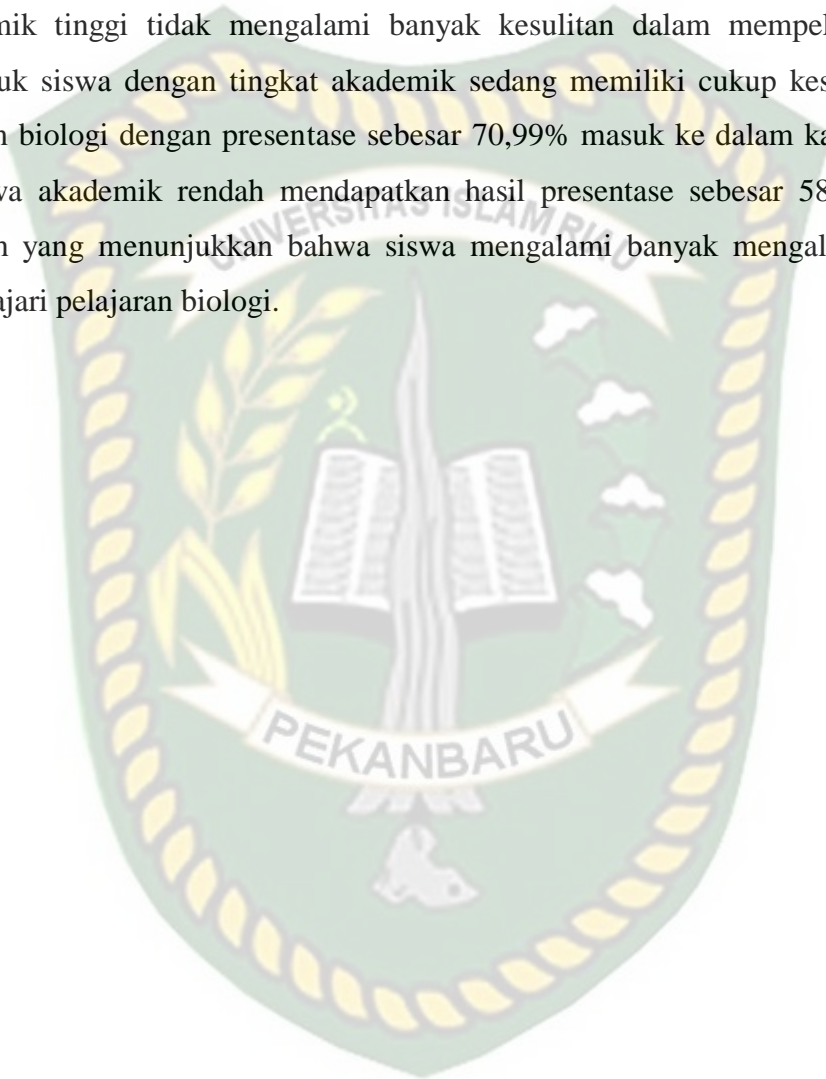 mik tinggi tidak mengalami banyak kesulitan dalam mempel
uk siswa dengan tingkat akademik sedang memiliki cukup kes
n biologi dengan presentase sebesar 70,99% masuk ke dalam ka
va akademik rendah mendapatkan hasil presentase sebesar 58
n yang menunjukkan bahwa siswa mengalami banyak mengal
ajari pelajaran biologi.
UNIVERSITAS ISLAM RIAU
PEKANBARU